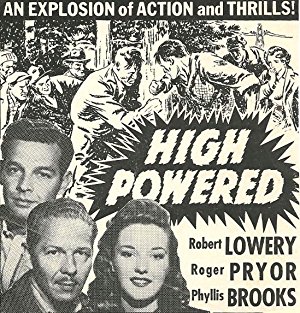 AN EXPLOSION OF ACTION AND THRILLS!
HIGH
POWERED
Robert LOWERY
Roger PRYOR
Phyllis BROOKS